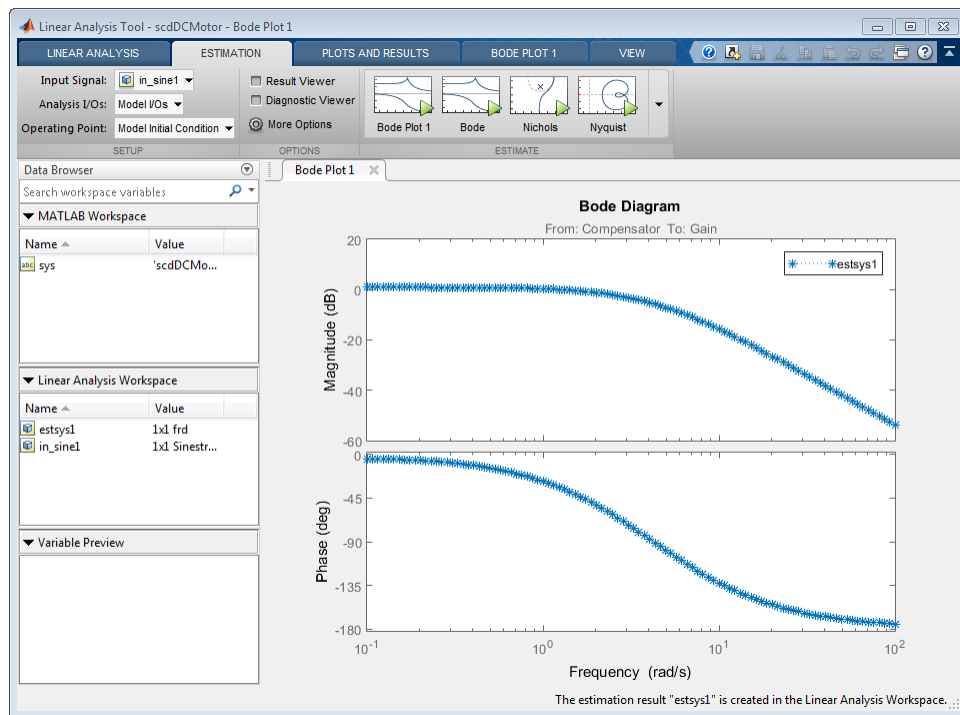 Linear Analysis Tool - scdDCMotor - Bode Plot 1
LINEAR ANALYSIS ESTIMATION PLOTS AND RESULTS BODE PLOT 1 VIEW
Input Signal: in_sine1
Analysis I/Os: Model I/Os
Operating Point: Model Initial Condition
SETUP
Result Viewer
Diagnostic Viewer
More Options
OPTIONS
Bode Plot 1 Bode Nichols Nyquist
ESTIMATE
Data Browser
Search workspace variables
MATLAB Workspace
Name Value
abc sys 'scdDCMo...
Linear Analysis Workspace
Name Value
estsys1 1x1 frd
in_sine1 1x1 Sinestr...
Variable Preview
Bode Plot 1
Bode Diagram
From: Compensator To: Gain
estsys1
Magnitude (dB)
20
0
-20
-40
-60
Phase (deg)
0
-45
-90
-135
-180
10^-1 10^0 10^1 10^2
Frequency (rad/s)
The estimation result "estsys1" is created in the Linear Analysis Workspace.